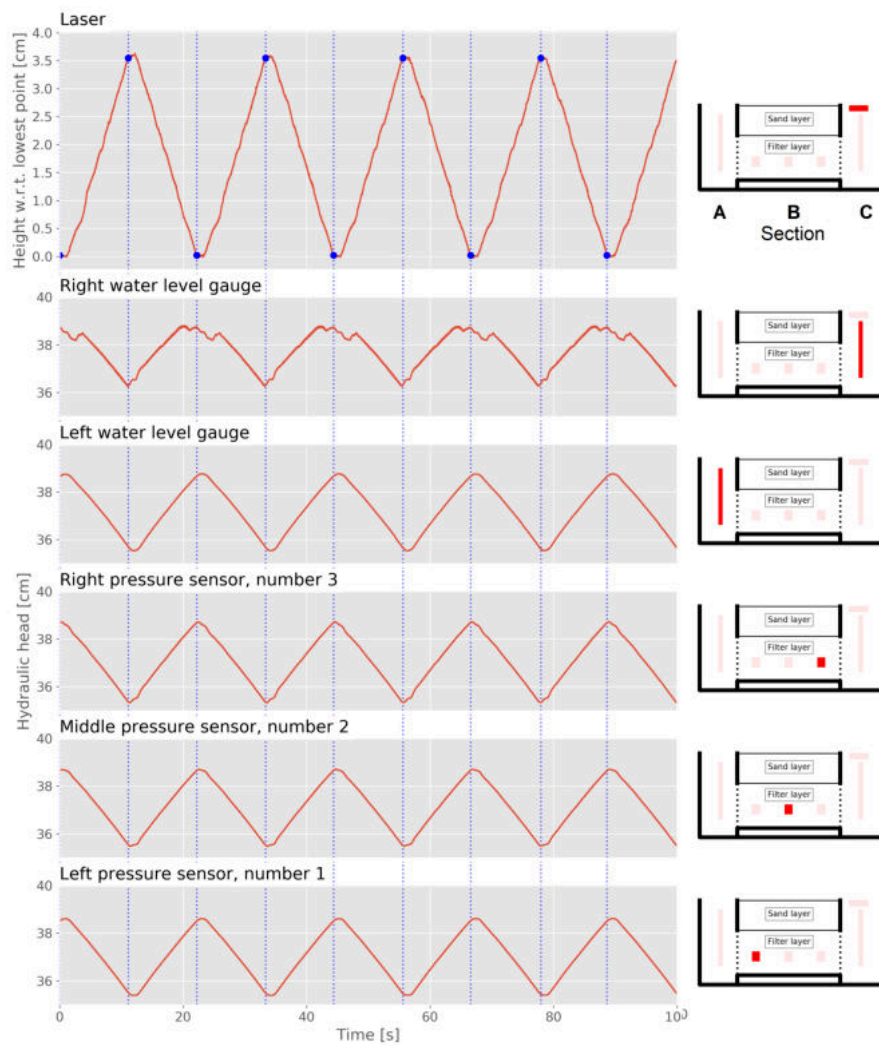 Laser
4.0
3.5
3.0
2.5
2.0
1.5
1.0
0.5
0.0
Height w.r.t. lowest point [cm]
Sand layer
Filter layer
A B C
Section
Right water level gauge
40
38
36
Sand layer
Filter layer
Left water level gauge
40
38
36
Sand layer
Filter layer
Right pressure sensor, number 3
40
38
36
Hydraulic head [cm]
Sand layer
Filter layer
Middle pressure sensor, number 2
40
38
36
Sand layer
Filter layer
Left pressure sensor, number 1
40
38
36
Sand layer
Filter layer
0 20 40 60 80 100
Time [s]